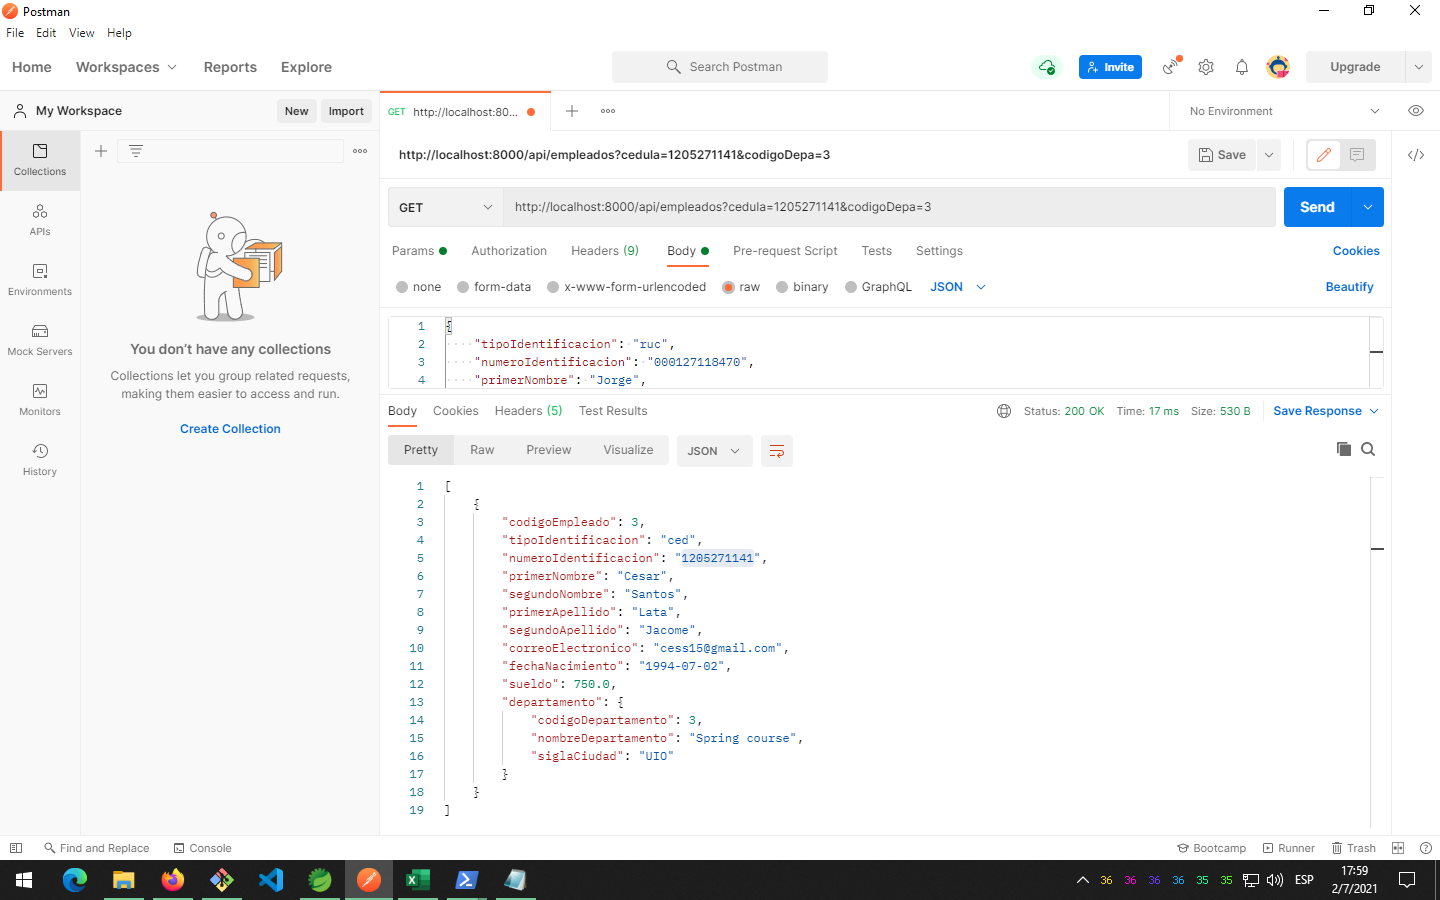 Postman
File Edit View Help
Home Workspaces Reports Explore Search Postman Invite Upgrade
My Workspace New Import GET http://localhost:80... No Environment
http://localhost:8000/api/empleados?cedula=1205271141&codigoDepa=3 Save
GET http://localhost:8000/api/empleados?cedula=1205271141&codigoDepa=3 Send
Params Authorization Headers (9) Body Pre-request Script Tests Settings Cookies
none form-data x-www-form-urlencoded raw binary GraphQL JSON Beautify
1 {
2 "tipoIdentificacion": "ruc",
3 "numeroIdentificacion": "000127118470",
4 "primerNombre": "Jorge",
Body Cookies Headers (5) Test Results Status: 200 OK Time: 17 ms Size: 530 B Save Response
Pretty Raw Preview Visualize JSON
1 [
2 {
3 "codigoEmpleado": 3,
4 "tipoIdentificacion": "ced",
5 "numeroIdentificacion": "1205271141",
6 "primerNombre": "Cesar",
7 "segundoNombre": "Santos",
8 "primerApellido": "Lata",
9 "segundoApellido": "Jacome",
10 "correoElectronico": "cess15@gmail.com",
11 "fechaNacimiento": "1994-07-02",
12 "sueldo": 750.0,
13 "departamento": {
14 "codigoDepartamento": 3,
15 "nombreDepartamento": "Spring course",
16 "siglaCiudad": "UIO"
17 }
18 }
19 ]
Collections
APIs
Environments
Mock Servers
Monitors
History
You don't have any collections
Collections let you group related requests,
making them easier to access and run.
Create Collection
Find and Replace Console Bootcamp Runner Trash
36 36 36 36 35 35 ESP 17:59
2/7/2021